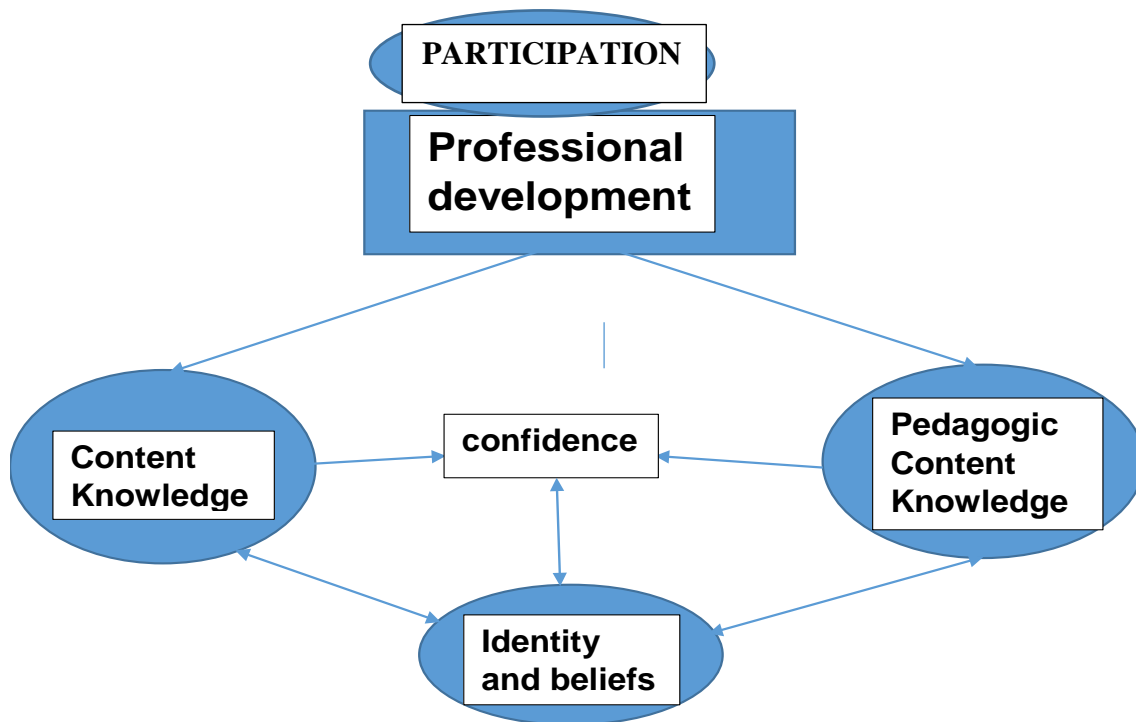 PARTICIPATION
Professional
development
confidence
Content
Knowledge
Pedagogic
Content
Knowledge
Identity
and beliefs